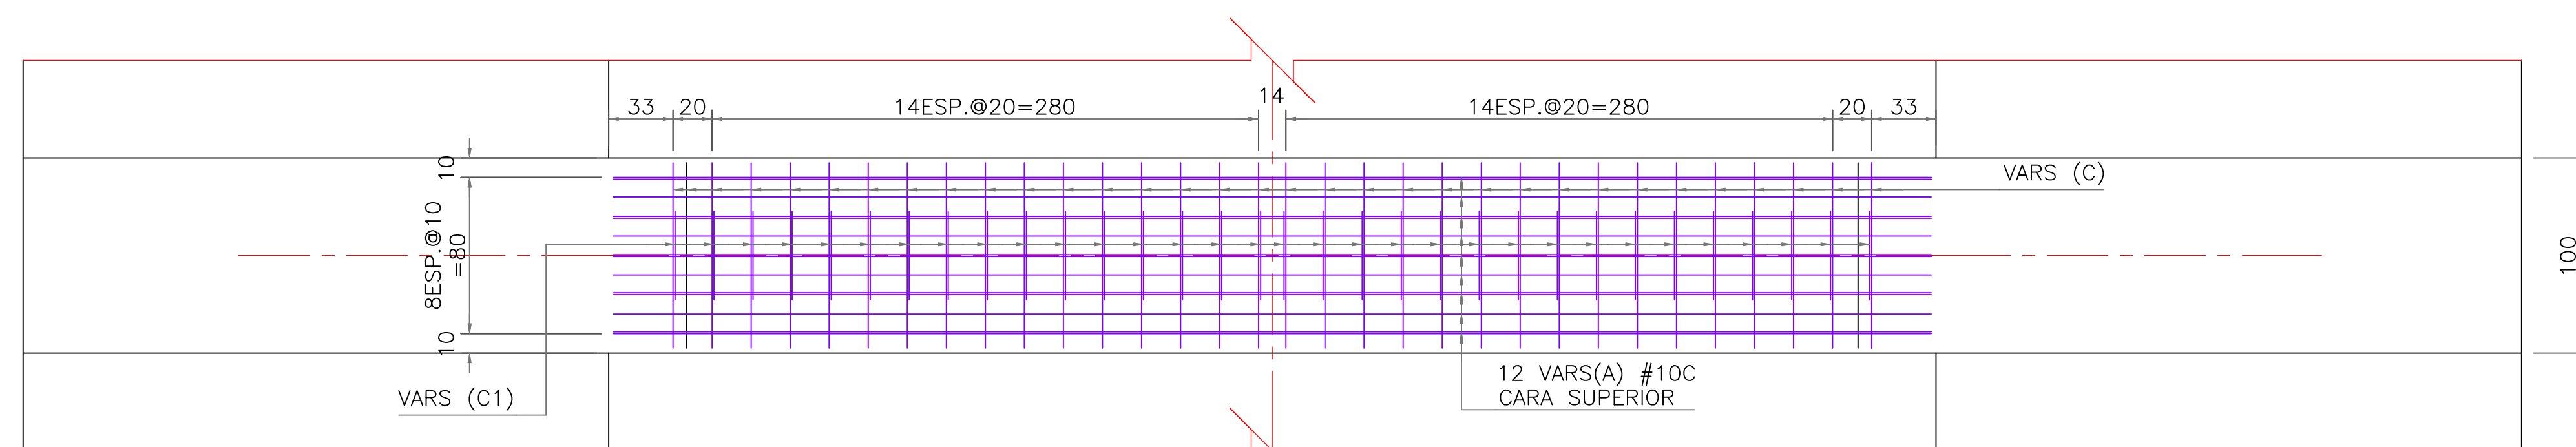 14
33
20
14ESP.@20=280
14ESP.@20=280
20
33
10
8ESP.@10
=80
10
VARS (C)
100
12 VARS(A) #10C
CARA SUPERIOR
VARS (C1)